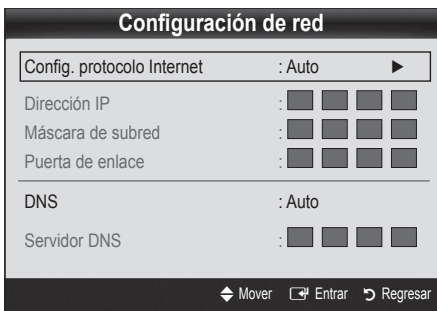 Configuración de red
Config. protocolo Internet : Auto ►
Dirección IP :
Máscara de subred :
Puerta de enlace :
DNS : Auto
Servidor DNS :
Mover Entrar Regresar